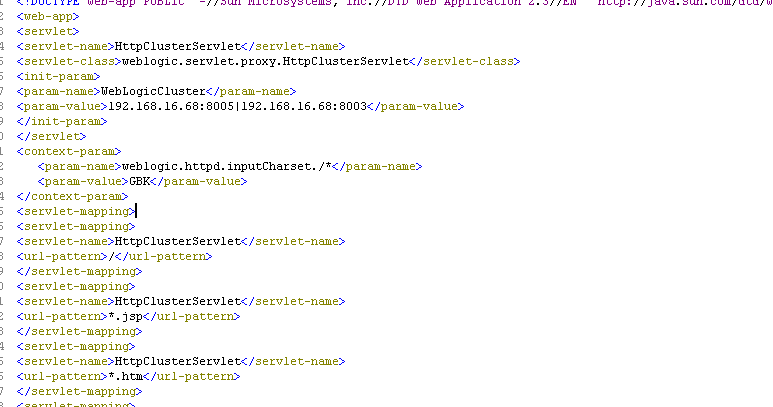 <!DOCTYPE web-app PUBLIC "-//Sun Microsystems, Inc.//DTD Web Application 2.3//EN" "http://java.sun.com/dtd/w
<web-app>
<servlet>
<servlet-name>HttpClusterServlet</servlet-name>
<servlet-class>weblogic.servlet.proxy.HttpClusterServlet</servlet-class>
<init-param>
<param-name>WebLogicCluster</param-name>
<param-value>192.168.16.68:8005|192.168.16.68:8003</param-value>
</init-param>
</servlet>
<context-param>
<param-name>weblogic.httpd.inputCharset./*</param-name>
<param-value>GBK</param-value>
</context-param>
<servlet-mapping>
<servlet-mapping>
<servlet-name>HttpClusterServlet</servlet-name>
<url-pattern>/</url-pattern>
</servlet-mapping>
<servlet-mapping>
<servlet-name>HttpClusterServlet</servlet-name>
<url-pattern>*.jsp</url-pattern>
</servlet-mapping>
<servlet-mapping>
<servlet-name>HttpClusterServlet</servlet-name>
<url-pattern>*.htm</url-pattern>
</servlet-mapping>
<servlet-mapping>